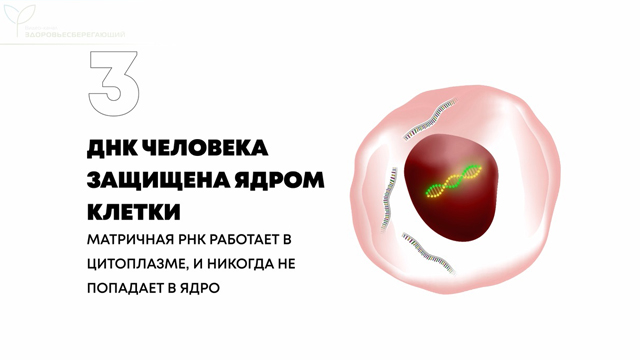 ЗДОРОВЬЕСБЕРЕГАЮЩИЙ
3
ДНК ЧЕЛОВЕКА
ЗАЩИЩЕНА ЯДРОМ
КЛЕТКИ
МАТРИЧНАЯ РНК РАБОТАЕТ В
ЦИТОПЛАЗМЕ, И НИКОГДА НЕ
ПОПАДАЕТ В ЯДРО